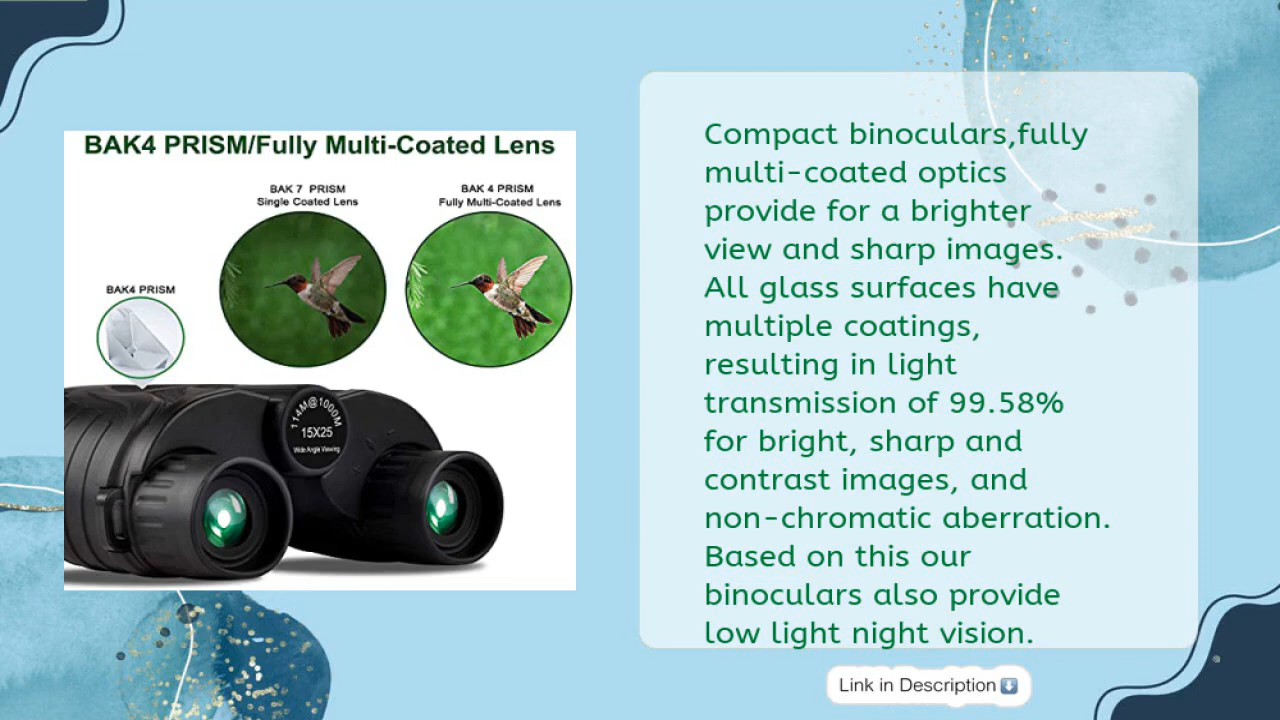 BAK4 PRISM/Fully Multi-Coated Lens
BAK 7 PRISM
Single Coated Lens
BAK 4 PRISM
Fully Multi-Coated Lens
BAK4 PRISM
114M@1000M
15X25
Wide Angle Viewing
Compact binoculars,fully
multi-coated optics
provide for a brighter
view and sharp images.
All glass surfaces have
multiple coatings,
resulting in light
transmission of 99.58%
for bright, sharp and
contrast images, and
non-chromatic aberration.
Based on this our
binoculars also provide
low light night vision.
Link in Description⬇️